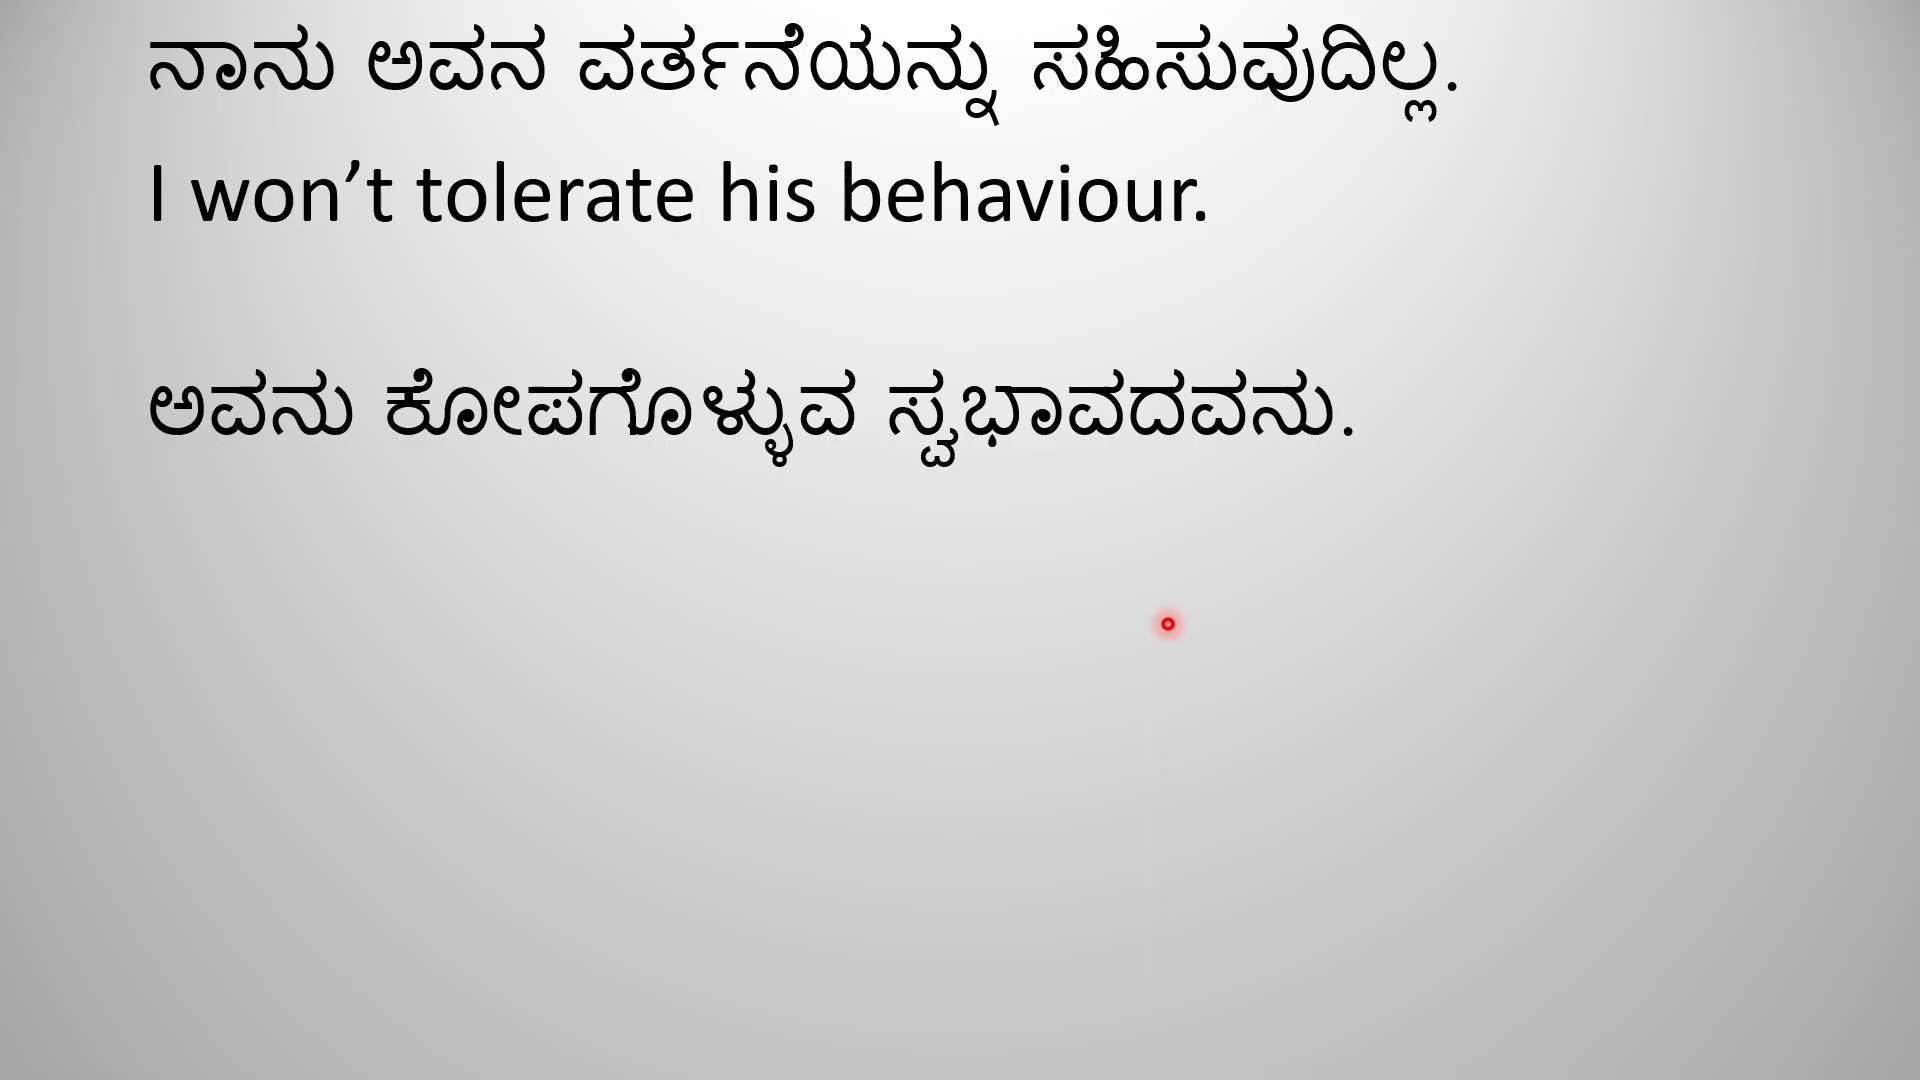 ನಾನು ಅವನ ವರ್ತನೆಯನ್ನು ಸಹಿಸುವುದಿಲ್ಲ.
I won’t tolerate his behaviour.
ಅವನು ಕೋಪಗೊಳ್ಳುವ ಸ್ವಭಾವದವನು.